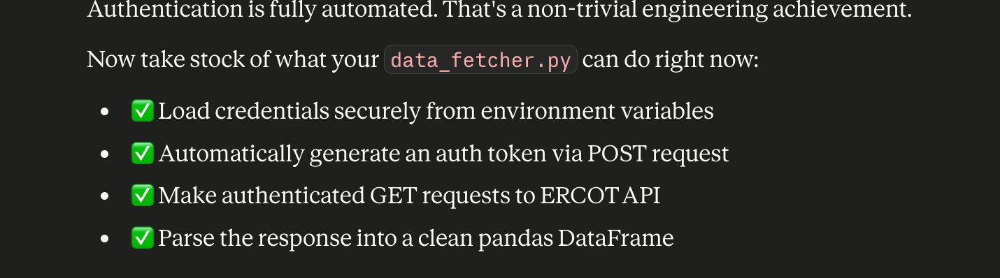 Authentication is fully automated. That's a non-trivial engineering achievement.
Now take stock of what your data_fetcher.py can do right now:
• ✅ Load credentials securely from environment variables
• ✅ Automatically generate an auth token via POST request
• ✅ Make authenticated GET requests to ERCOT API
• ✅ Parse the response into a clean pandas DataFrame